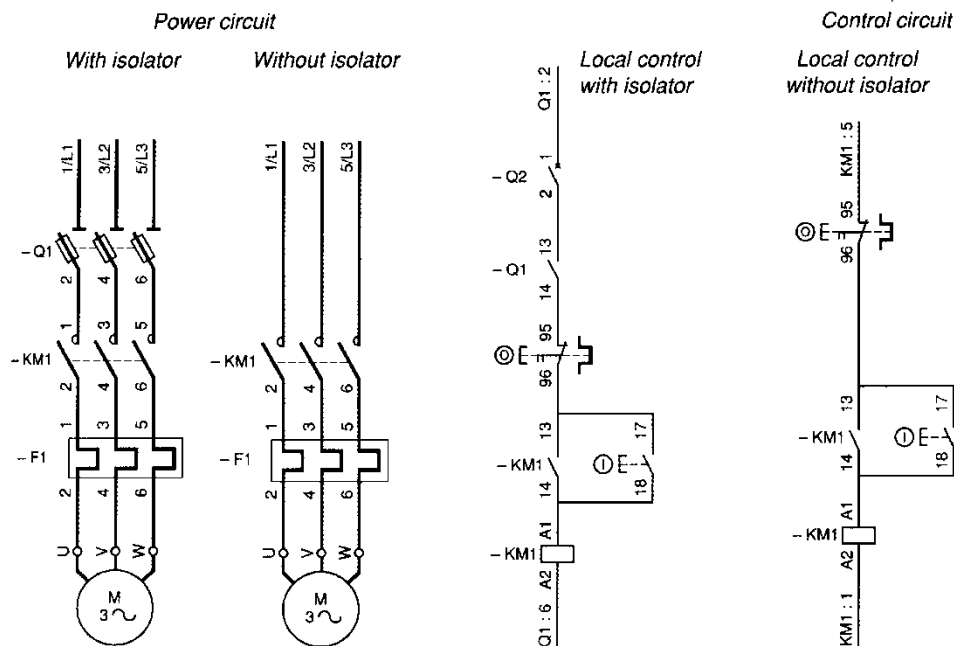 Power circuit
With isolator
Without isolator
1/L1
3/L2
5/L3
– Q1
2
4
6
1
3
5
– KM1
2
4
6
1
3
5
– F1
2
4
6
U
V
W
M
3
1/L1
3/L2
5/L3
– KM1
2
4
6
1
3
5
– F1
2
4
6
U
V
W
M
3
Control circuit
Local control
with isolator
Q1 : 2
1
– Q2
2
13
– Q1
14
95
O
96
13
17
– KM1
I
14
18
A1
– KM1
A2
Q1 : 6
Local control
without isolator
KM1 : 5
95
O
96
13
17
– KM1
I
14
18
A1
– KM1
A2
KM1 : 1